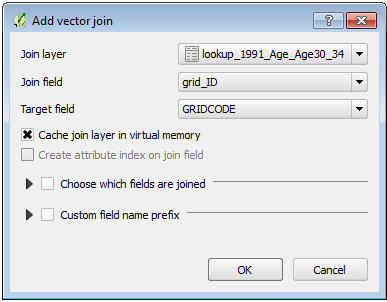 Add vector join
?
Join layer lookup_1991_Age_Age30_34
Join field grid_ID
Target field GRIDCODE
Cache join layer in virtual memory
Create attribute index on join field
Choose which fields are joined
Custom field name prefix
OK Cancel